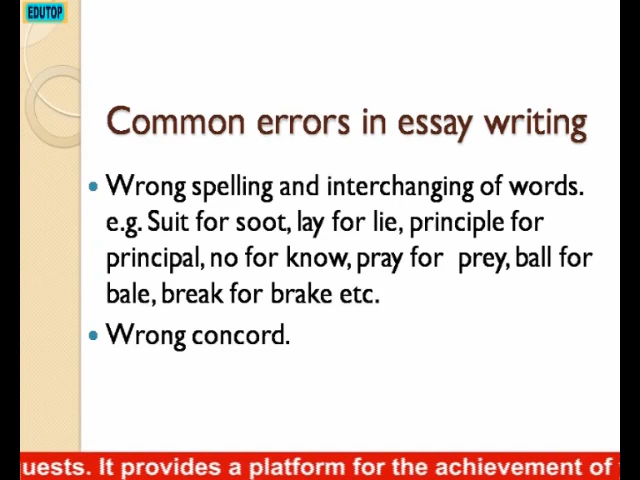 EDUTOP
Common errors in essay writing
Wrong spelling and interchanging of words.
e.g. Suit for soot, lay for lie, principle for
principal, no for know, pray for prey, ball for
bale, break for brake etc.
Wrong concord.
uests. It provides a platform for the achievement of